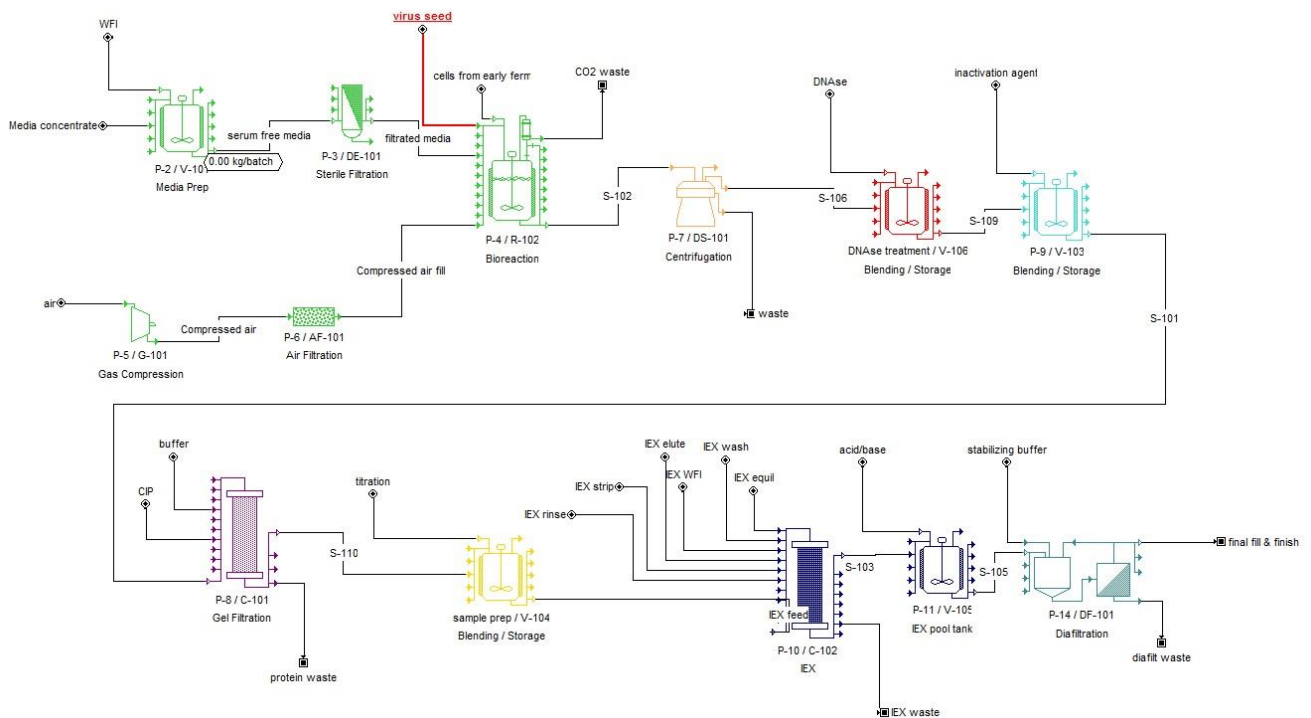 WFI
virus seed
cells from early ferm
CO2 waste
DNAse
inactivation agent
Media concentrate
serum free media
filtrated media
0.00 kg/batch
P-2 / V-101
Media Prep
P-3 / DE-101
Sterile Filtration
S-102
P-4 / R-102
Bioreaction
P-7 / DS-101
Centrifugation
S-106
DNAse treatment / V-106
Blending / Storage
S-109
P-9 / V-103
Blending / Storage
Compressed air fill
air
Compressed air
P-5 / G-101
Gas Compression
P-6 / AF-101
Air Filtration
waste
S-101
buffer
CIP
titration
IEX elute
IEX wash
IEX WFI
IEX equil
IEX strip
IEX rinse
acid/base
stabilizing buffer
S-110
P-8 / C-101
Gel Filtration
protein waste
sample prep / V-104
Blending / Storage
IEX feed
P-10 / C-102
IEX
S-103
P-11 / V-105
IEX pool tank
S-105
P-14 / DF-101
Diafiltration
final fill & finish
diafilt waste
IEX waste